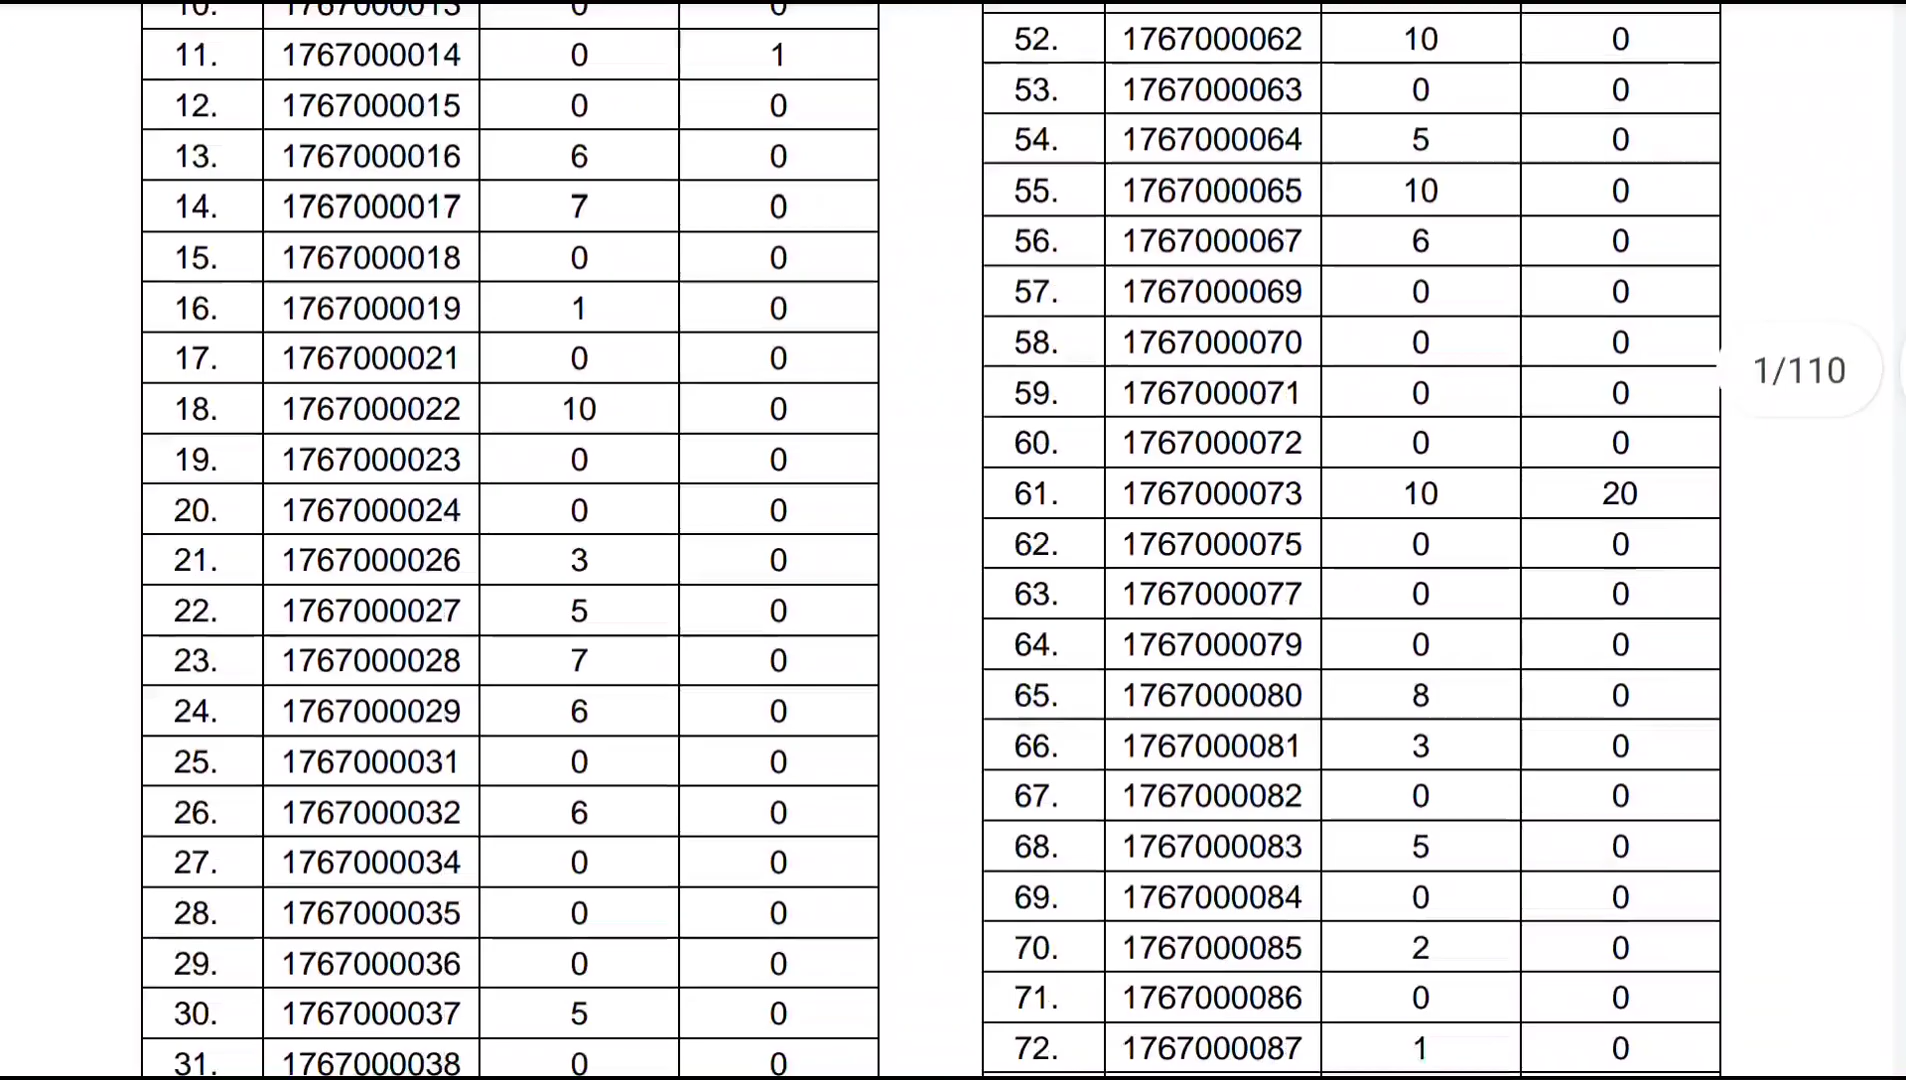 10. 1767000013 0 0
11. 1767000014 0 1
12. 1767000015 0 0
13. 1767000016 6 0
14. 1767000017 7 0
15. 1767000018 0 0
16. 1767000019 1 0
17. 1767000021 0 0
18. 1767000022 10 0
19. 1767000023 0 0
20. 1767000024 0 0
21. 1767000026 3 0
22. 1767000027 5 0
23. 1767000028 7 0
24. 1767000029 6 0
25. 1767000031 0 0
26. 1767000032 6 0
27. 1767000034 0 0
28. 1767000035 0 0
29. 1767000036 0 0
30. 1767000037 5 0
31. 1767000038 0 0
52. 1767000062 10 0
53. 1767000063 0 0
54. 1767000064 5 0
55. 1767000065 10 0
56. 1767000067 6 0
57. 1767000069 0 0
58. 1767000070 0 0
59. 1767000071 0 0
60. 1767000072 0 0
61. 1767000073 10 20
62. 1767000075 0 0
63. 1767000077 0 0
64. 1767000079 0 0
65. 1767000080 8 0
66. 1767000081 3 0
67. 1767000082 0 0
68. 1767000083 5 0
69. 1767000084 0 0
70. 1767000085 2 0
71. 1767000086 0 0
72. 1767000087 1 0
1/110